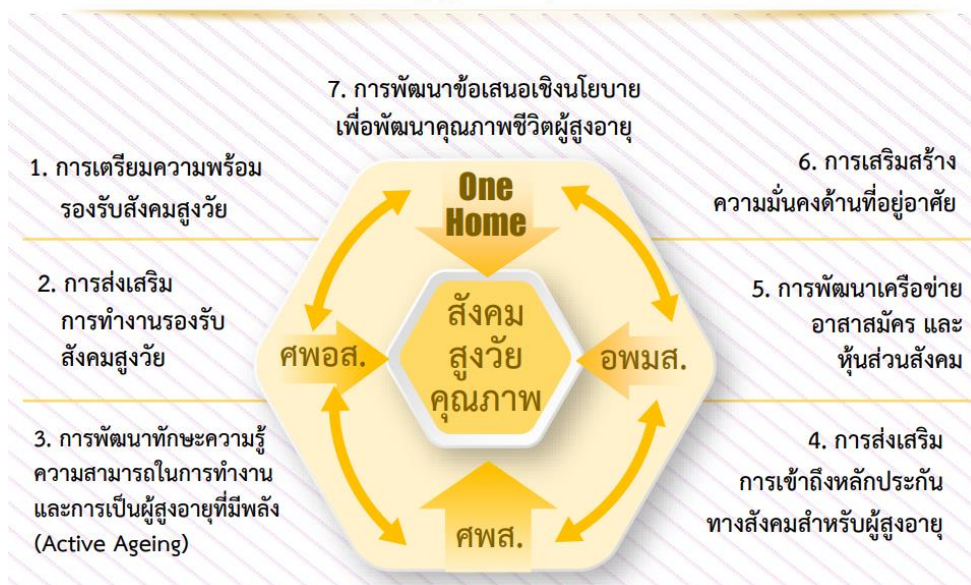 7. การพัฒนาข้อเสนอเชิงนโยบาย
เพื่อพัฒนาคุณภาพชีวิตผู้สูงอายุ
1. การเตรียมความพร้อม
รองรับสังคมสูงวัย
2. การส่งเสริม
การทำงานรองรับ
สังคมสูงวัย
3. การพัฒนาทักษะความรู้
ความสามารถในการทำงาน
และการเป็นผู้สูงอายุที่มีพลัง
(Active Ageing)
One
Home
ศพอส.
สังคม
สูงวัย
คุณภาพ
อพมส.
ศพส.
6. การเสริมสร้าง
ความมั่นคงด้านที่อยู่อาศัย
5. การพัฒนาเครือข่าย
อาสาสมัคร และ
หุ้นส่วนสังคม
4. การส่งเสริม
การเข้าถึงหลักประกัน
ทางสังคมสำหรับผู้สูงอายุ